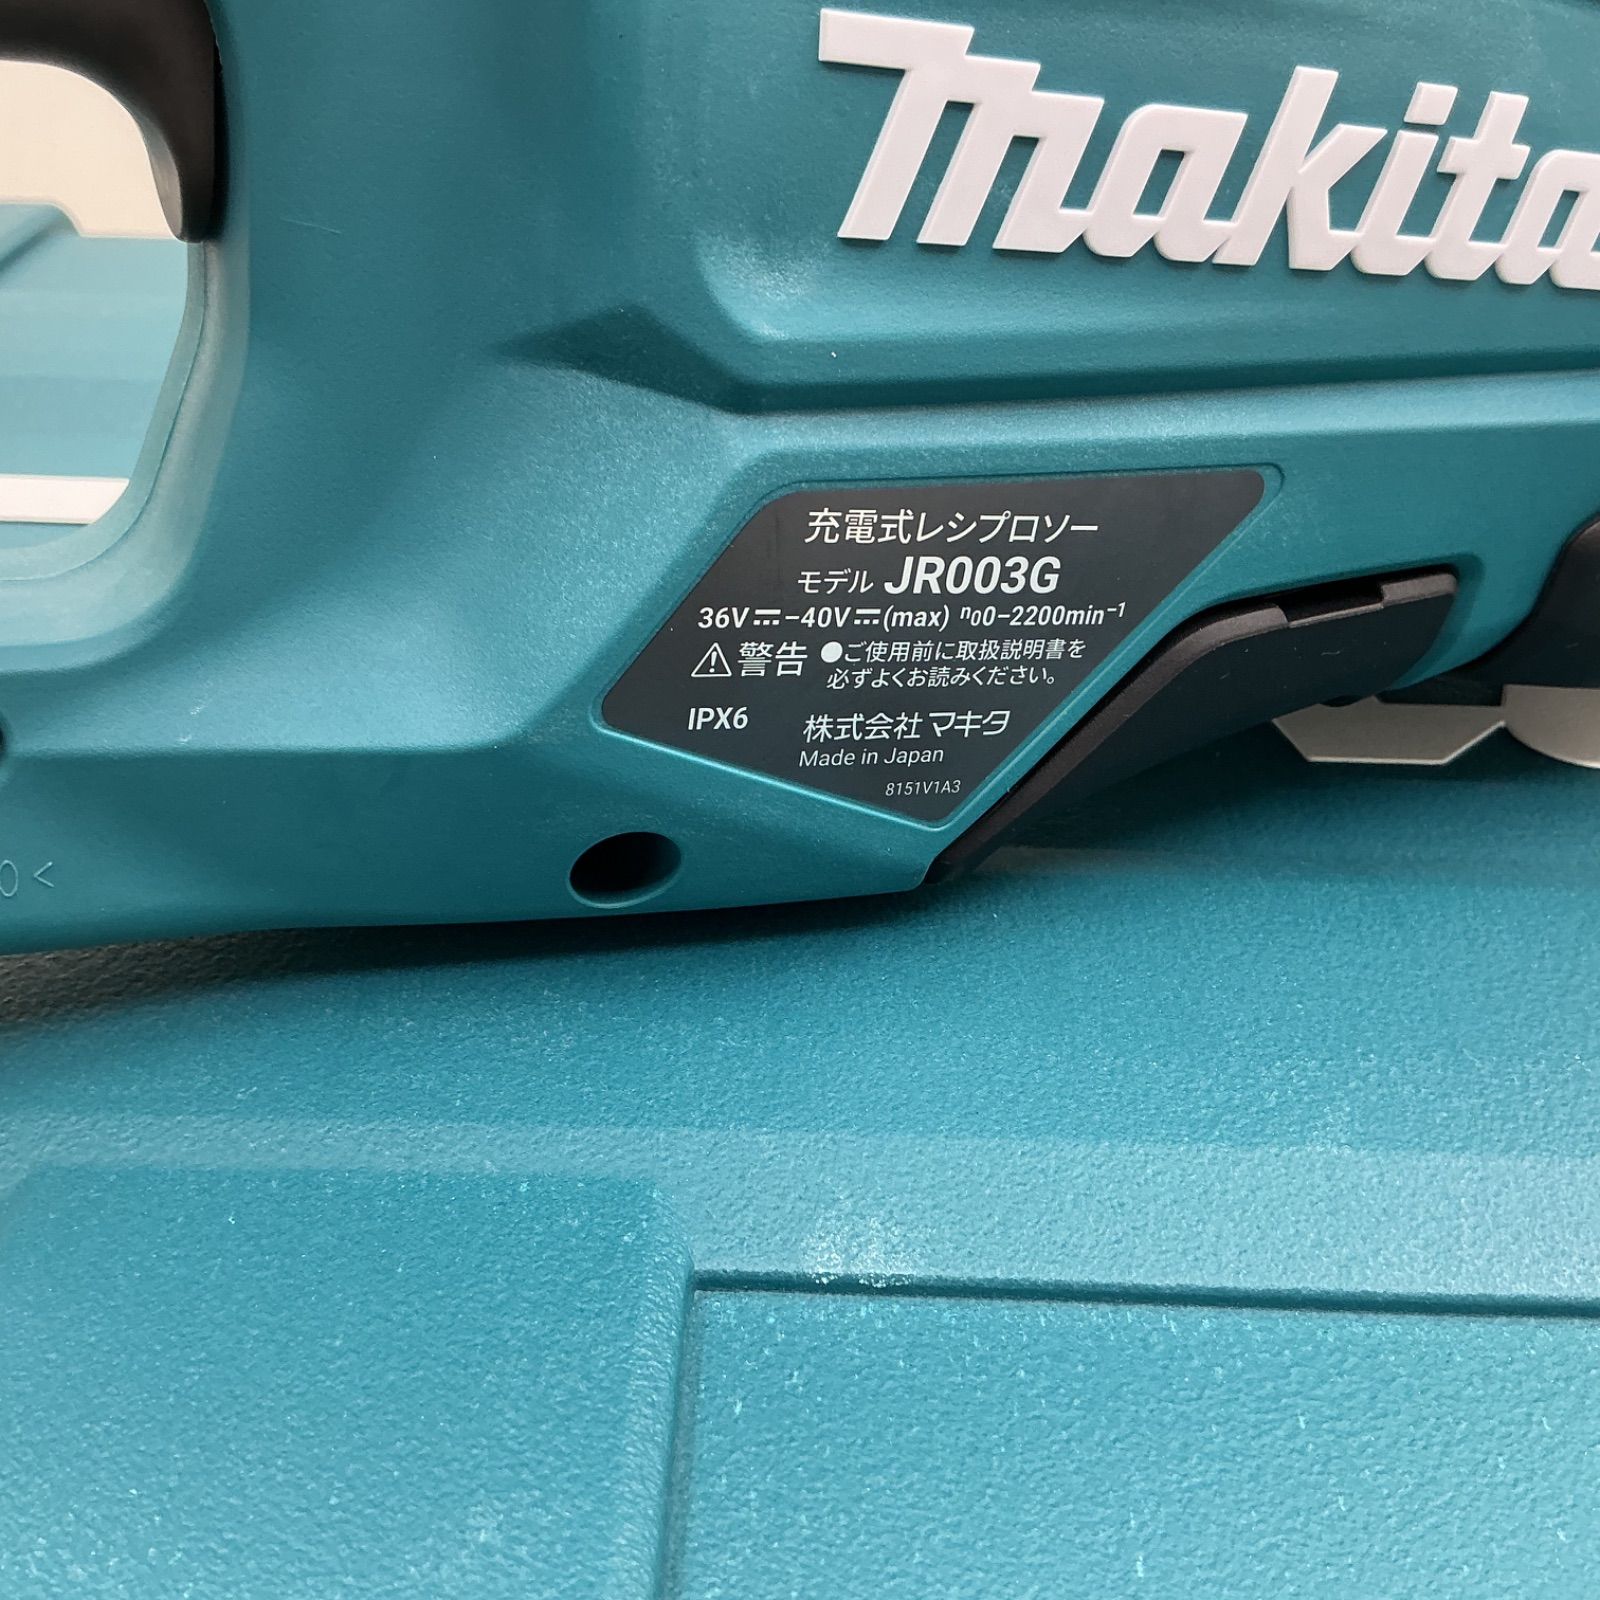 makita
充電式レシプロソー
モデル JR003G
36V⎓–40V⎓(max) n₀0–2200min⁻¹
⚠警告 ●ご使用前に取扱説明書を
必ずよくお読みください。
IPX6 株式会社 マキタ
Made in Japan
8151V1A3